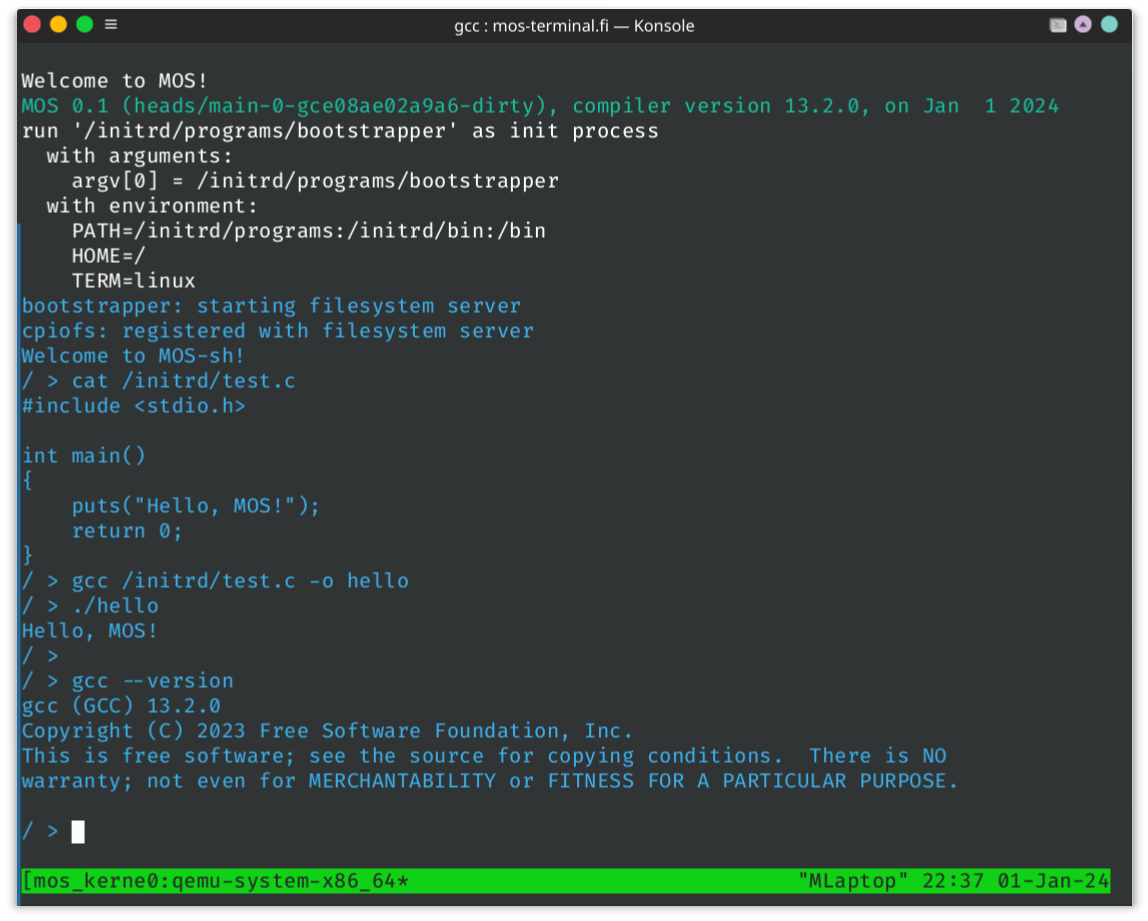 gcc : mos-terminal.fi — Konsole
Welcome to MOS!
MOS 0.1 (heads/main-0-gce08ae02a9a6-dirty), compiler version 13.2.0, on Jan  1 2024
run '/initrd/programs/bootstrapper' as init process
  with arguments:
    argv[0] = /initrd/programs/bootstrapper
  with environment:
    PATH=/initrd/programs:/initrd/bin:/bin
    HOME=/
    TERM=linux
bootstrapper: starting filesystem server
cpiofs: registered with filesystem server
Welcome to MOS-sh!
/ > cat /initrd/test.c
#include <stdio.h>

int main()
{
    puts("Hello, MOS!");
    return 0;
}
/ > gcc /initrd/test.c -o hello
/ > ./hello
Hello, MOS!
/ >
/ > gcc --version
gcc (GCC) 13.2.0
Copyright (C) 2023 Free Software Foundation, Inc.
This is free software; see the source for copying conditions.  There is NO
warranty; not even for MERCHANTABILITY or FITNESS FOR A PARTICULAR PURPOSE.

/ >
[mos_kerne0:qemu-system-x86_64* "MLaptop" 22:37 01-Jan-24